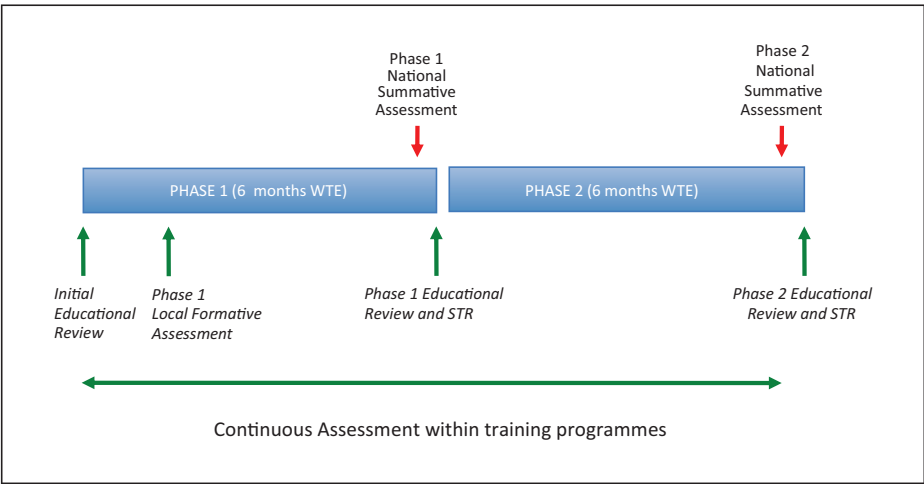 Phase 1
National
Summative
Assessment
Phase 2
National
Summative
Assessment
PHASE 1 (6 months WTE)
PHASE 2 (6 months WTE)
Initial
Educational
Review
Phase 1
Local Formative
Assessment
Phase 1 Educational
Review and STR
Phase 2 Educational
Review and STR
Continuous Assessment within training programmes